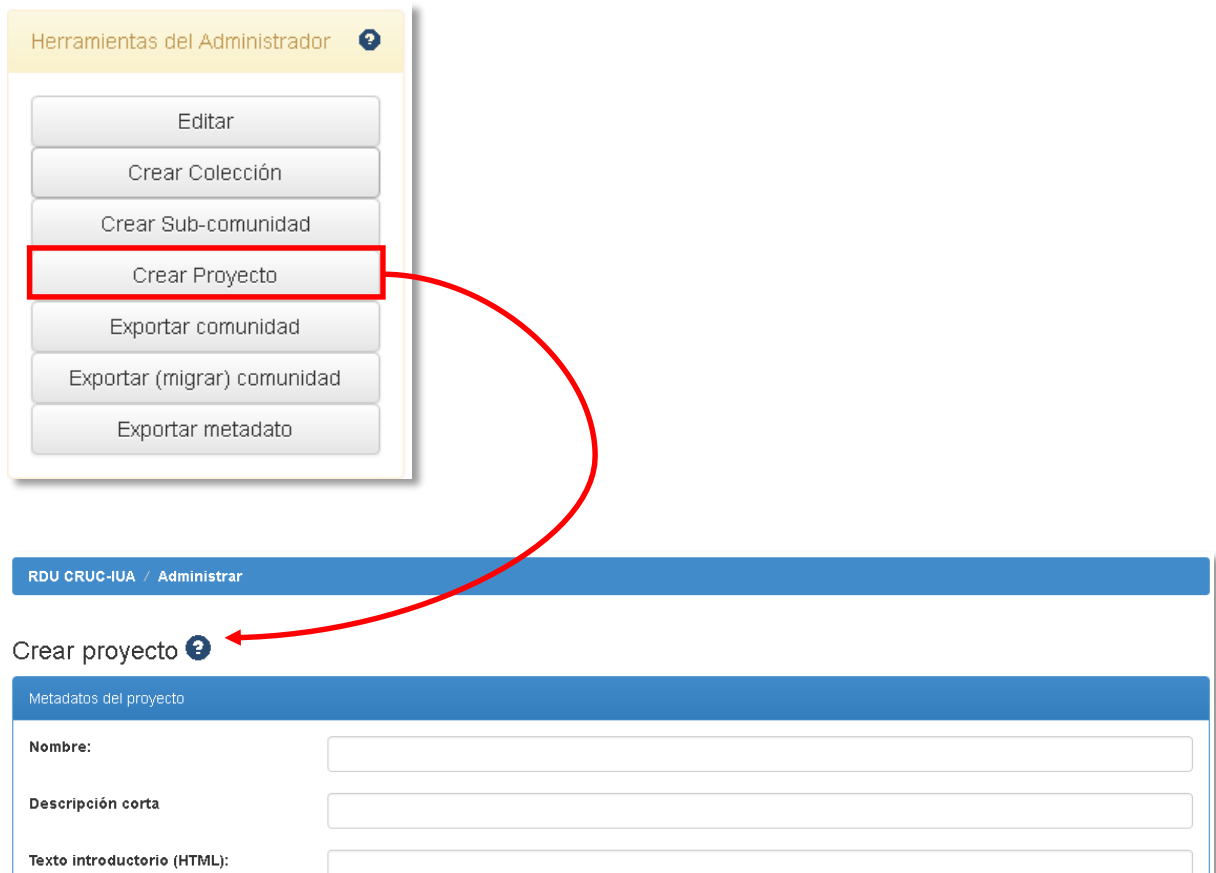 Herramientas del Administrador ?
Editar
Crear Colección
Crear Sub-comunidad
Crear Proyecto
Exportar comunidad
Exportar (migrar) comunidad
Exportar metadato
RDU CRUC-IUA / Administrar
Crear proyecto ?
Metadatos del proyecto
Nombre:
Descripción corta
Texto introductorio (HTML):